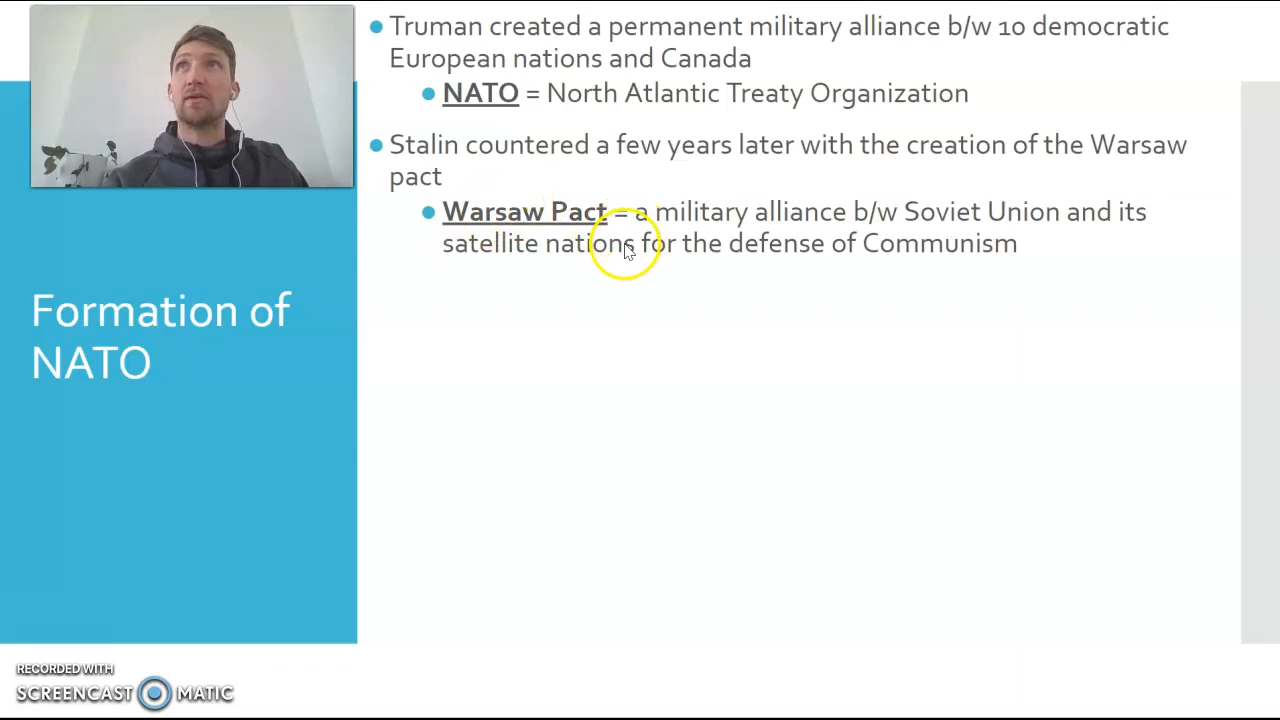 Truman created a permanent military alliance b/w 10 democratic
European nations and Canada
NATO = North Atlantic Treaty Organization
Stalin countered a few years later with the creation of the Warsaw
pact
Warsaw Pact = a military alliance b/w Soviet Union and its
satellite nations for the defense of Communism
Formation of
NATO
RECORDED WITH
SCREENCAST MATIC